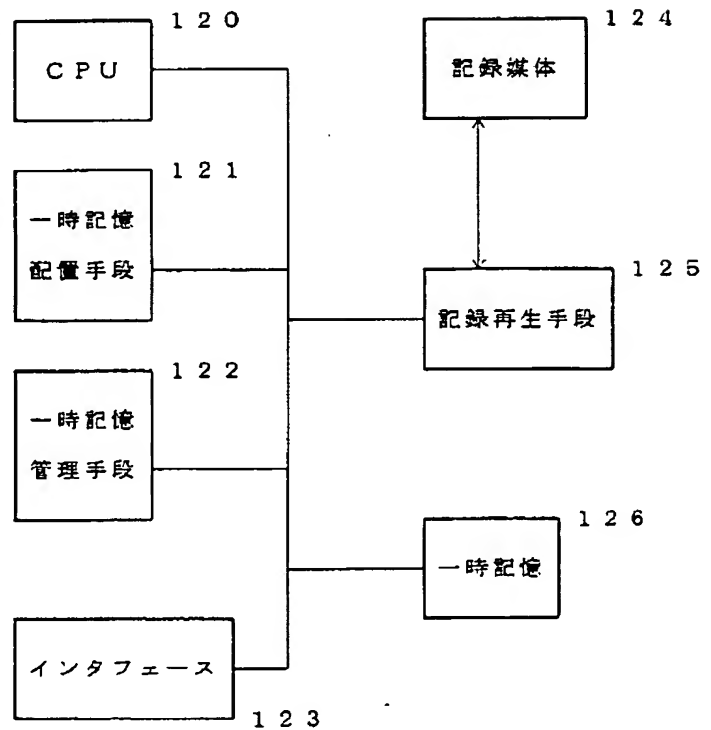 １２０
ＣＰＵ
１２１
一時記憶
配置手段
１２２
一時記憶
管理手段
インタフェース
１２３
１２４
記録媒体
１２５
記録再生手段
１２６
一時記憶